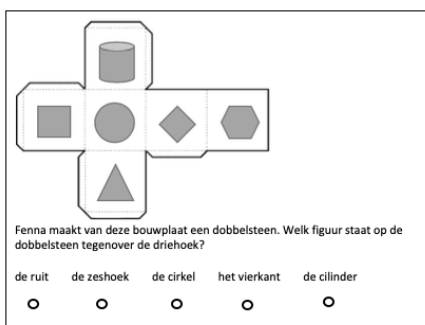 Fenna maakt van deze bouwplaat een dobbelsteen. Welk figuur staat op de
dobbelsteen tegenover de driehoek?
de ruit de zeshoek de cirkel het vierkant de cilinder